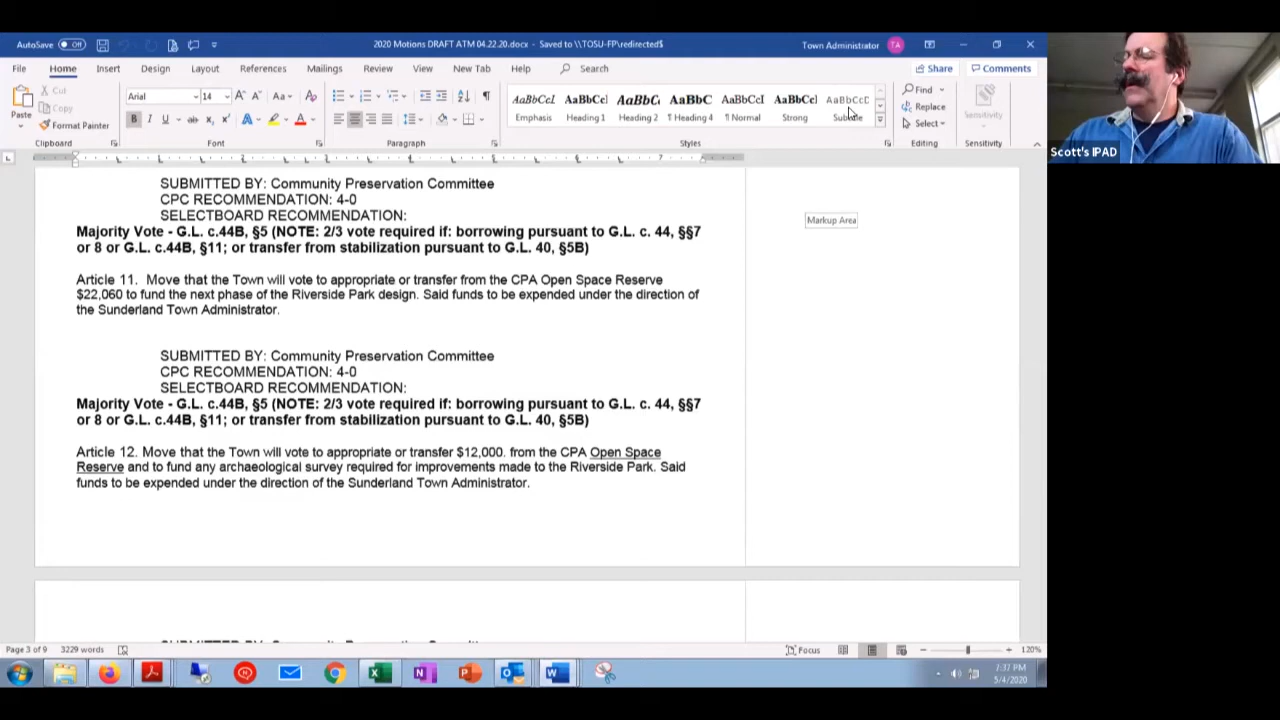 AutoSave Off
2020 Motions DRAFT ATM 04.22.20.docx - Saved to \\TOSU-FP\redirected$
Town Administrator TA
File Home Insert Design Layout References Mailings Review View New Tab Help Search
Share Comments
Paste
Cut
Copy
Format Painter
Clipboard
Arial 14
Font
Paragraph
AaBbCcI AaBbCcI AaBbCc AaBbC AaBbCcI AaBbCcI AaBbCcC
Emphasis Heading 1 Heading 2 ¶ Heading 4 ¶ Normal Strong
Styles
Find
Replace
Select
Editing
Sensitivity
Sensitivity
Scott's IPAD
SUBMITTED BY: Community Preservation Committee
CPC RECOMMENDATION: 4-0
SELECTBOARD RECOMMENDATION:
Majority Vote - G.L. c.44B, §5 (NOTE: 2/3 vote required if: borrowing pursuant to G.L. c. 44, §§7
or 8 or G.L. c.44B, §11; or transfer from stabilization pursuant to G.L. 40, §5B)
Markup Area
Article 11. Move that the Town will vote to appropriate or transfer from the CPA Open Space Reserve
$22,060 to fund the next phase of the Riverside Park design. Said funds to be expended under the direction of
the Sunderland Town Administrator.
SUBMITTED BY: Community Preservation Committee
CPC RECOMMENDATION: 4-0
SELECTBOARD RECOMMENDATION:
Majority Vote - G.L. c.44B, §5 (NOTE: 2/3 vote required if: borrowing pursuant to G.L. c. 44, §§7
or 8 or G.L. c.44B, §11; or transfer from stabilization pursuant to G.L. 40, §5B)
Article 12. Move that the Town will vote to appropriate or transfer $12,000. from the CPA Open Space
Reserve and to fund any archaeological survey required for improvements made to the Riverside Park. Said
funds to be expended under the direction of the Sunderland Town Administrator.
Page 3 of 9 3229 words
Focus
120%
7:37 PM
5/4/2020